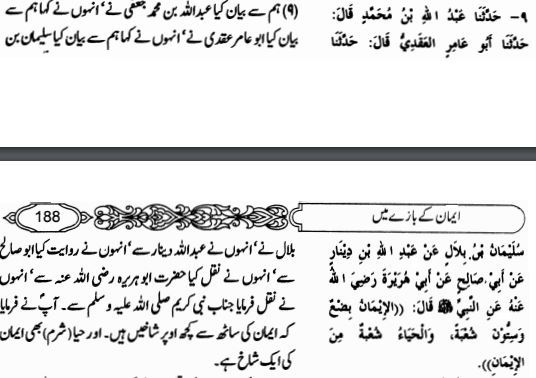 ٩- حَدَّثَنَا عَبْدُ اللهِ بْنُ مُحَمَّدٍ قَالَ:
حَدَّثَنَا أَبُو عَامِرٍ العَقَدِيُّ قَالَ: حَدَّثَنَا
(۹) ہم سے بیان کیا عبداللہ بن محمد جعفی نے‘ انہوں نے کہا ہم سے
بیان کیا ابو عامر عقدی نے‘ انہوں نے کہا ہم سے بیان کیا سلیمان بن
ایمان کے بارے میں
188
سُلَيْمَانُ بْنُ بِلَالٍ عَنْ عَبْدِ اللهِ بْنِ دِيْنَارٍ
عَنْ أَبِيْ صَالِحٍ عَنْ أَبِيْ هُرَيْرَةَ رَضِيَ اللهُ
عَنْهُ عَنِ النَّبِيِّ ﷺ قَالَ: ((الإِيْمَانُ بِضْعٌ
وَسِتُّوْنَ شُعْبَةً، وَالْحَيَاءُ شُعْبَةٌ مِنَ
الإِيْمَانِ)).
بلال نے‘ انہوں نے عبداللہ دینار سے‘ انہوں نے روایت کیا ابو صالح
سے‘ انہوں نے نقل کیا حضرت ابو ہریرہ رضی اللہ عنہ سے‘ انہوں
نے نقل فرمایا جناب نبی کریم صلی اللہ علیہ وسلم سے۔ آپؐ نے فرمایا
کہ ایمان کی ساٹھ سے کچھ اوپر شاخیں ہیں۔ اور حیا (شرم) بھی ایمان
کی ایک شاخ ہے۔